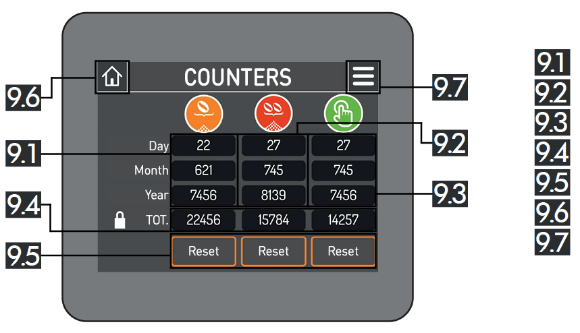 COUNTERS
9.6
9.7
Day 22 27 27
9.1
9.2
Month 621 745 745
Year 7456 8139 7456
9.3
9.4
TOT. 22456 15784 14257
9.5
Reset Reset Reset
9.1
9.2
9.3
9.4
9.5
9.6
9.7